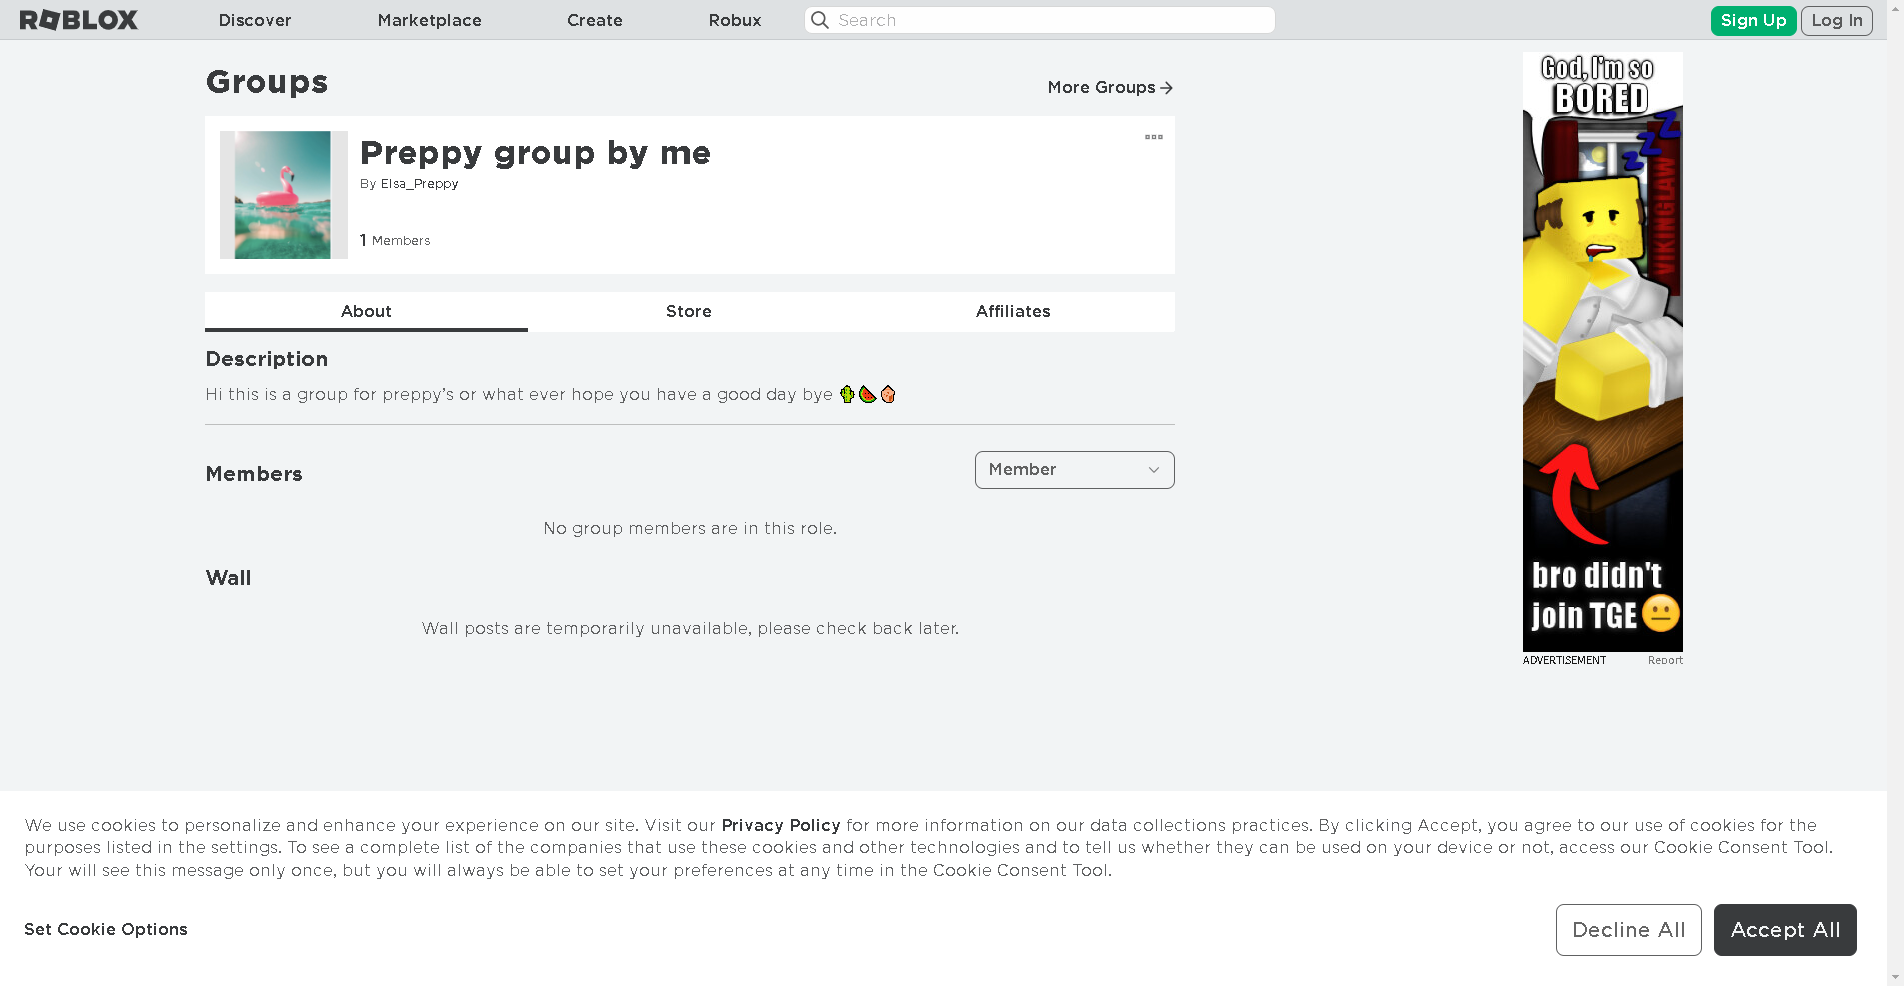 ROBLOX
Discover
Marketplace
Create
Robux
Search
Sign Up
Log In
Groups
More Groups
Preppy group by me
By Elsa_Preppy
1 Members
About
Store
Affiliates
Description
Hi this is a group for preppy’s or what ever hope you have a good day bye 🌵🍉🍿
Members
Member
No group members are in this role.
Wall
Wall posts are temporarily unavailable, please check back later.
God, I'm so
BORED
ZZZ
VIKINGLAW
bro didn't
join TGE 😐
ADVERTISEMENT
Report
We use cookies to personalize and enhance your experience on our site. Visit our Privacy Policy for more information on our data collections practices. By clicking Accept, you agree to our use of cookies for the
purposes listed in the settings. To see a complete list of the companies that use these cookies and other technologies and to tell us whether they can be used on your device or not, access our Cookie Consent Tool.
Your will see this message only once, but you will always be able to set your preferences at any time in the Cookie Consent Tool.
Set Cookie Options
Decline All
Accept All